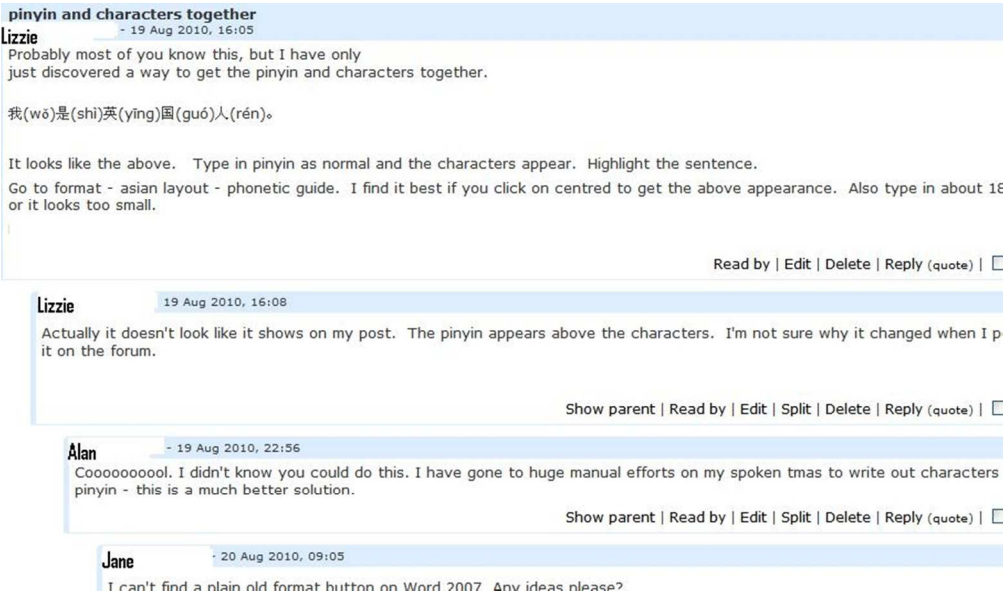 pinyin and characters together
Lizzie - 19 Aug 2010, 16:05
Probably most of you know this, but I have only
just discovered a way to get the pinyin and characters together.
我(wǒ)是(shì)英(yīng)国(guó)人(rén)。
It looks like the above. Type in pinyin as normal and the characters appear. Highlight the sentence.
Go to format - asian layout - phonetic guide. I find it best if you click on centred to get the above appearance. Also type in about 18
or it looks too small.
Read by | Edit | Delete | Reply (quote) |
Lizzie 19 Aug 2010, 16:08
Actually it doesn't look like it shows on my post. The pinyin appears above the characters. I'm not sure why it changed when I
it on the forum.
Show parent | Read by | Edit | Split | Delete | Reply (quote) |
Alan - 19 Aug 2010, 22:56
Cooooooooool. I didn't know you could do this. I have gone to huge manual efforts on my spoken tmas to write out characters
pinyin - this is a much better solution.
Show parent | Read by | Edit | Split | Delete | Reply (quote) |
Jane - 20 Aug 2010, 09:05
I can't find a plain old format button on Word 2007. Any ideas please?